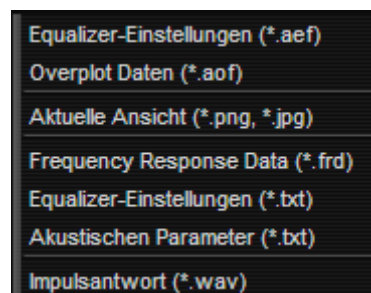 Equalizer-Einstellungen (*.aef)
Overplot Daten (*.aof)
Aktuelle Ansicht (*.png, *.jpg)
Frequency Response Data (*.frd)
Equalizer-Einstellungen (*.txt)
Akustischen Parameter (*.txt)
Impulsantwort (*.wav)